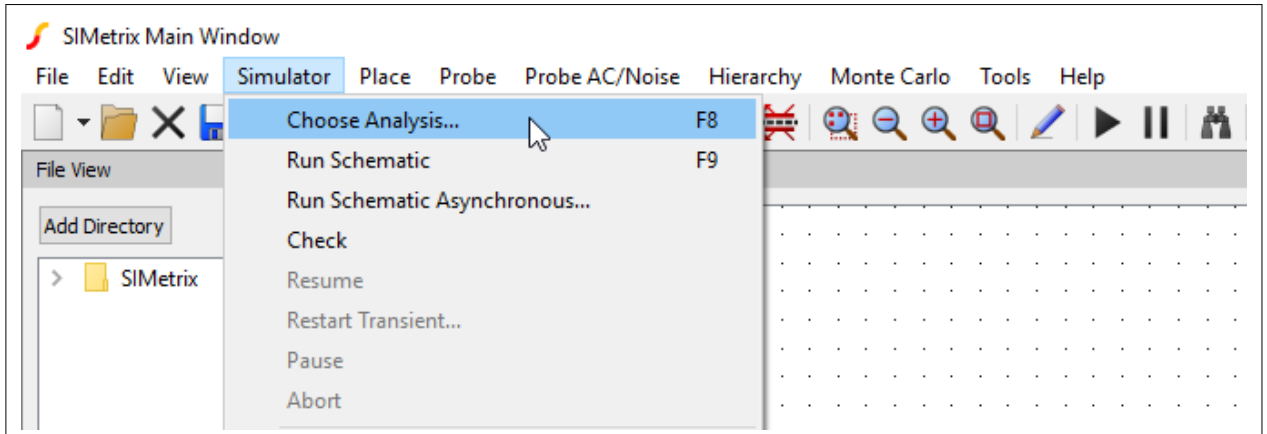 SIMetrix Main Window
File Edit View Simulator Place Probe Probe AC/Noise Hierarchy Monte Carlo Tools Help
Choose Analysis... F8
File View
Run Schematic F9
Run Schematic Asynchronous...
Add Directory
Check
SIMetrix
Resume
Restart Transient...
Pause
Abort